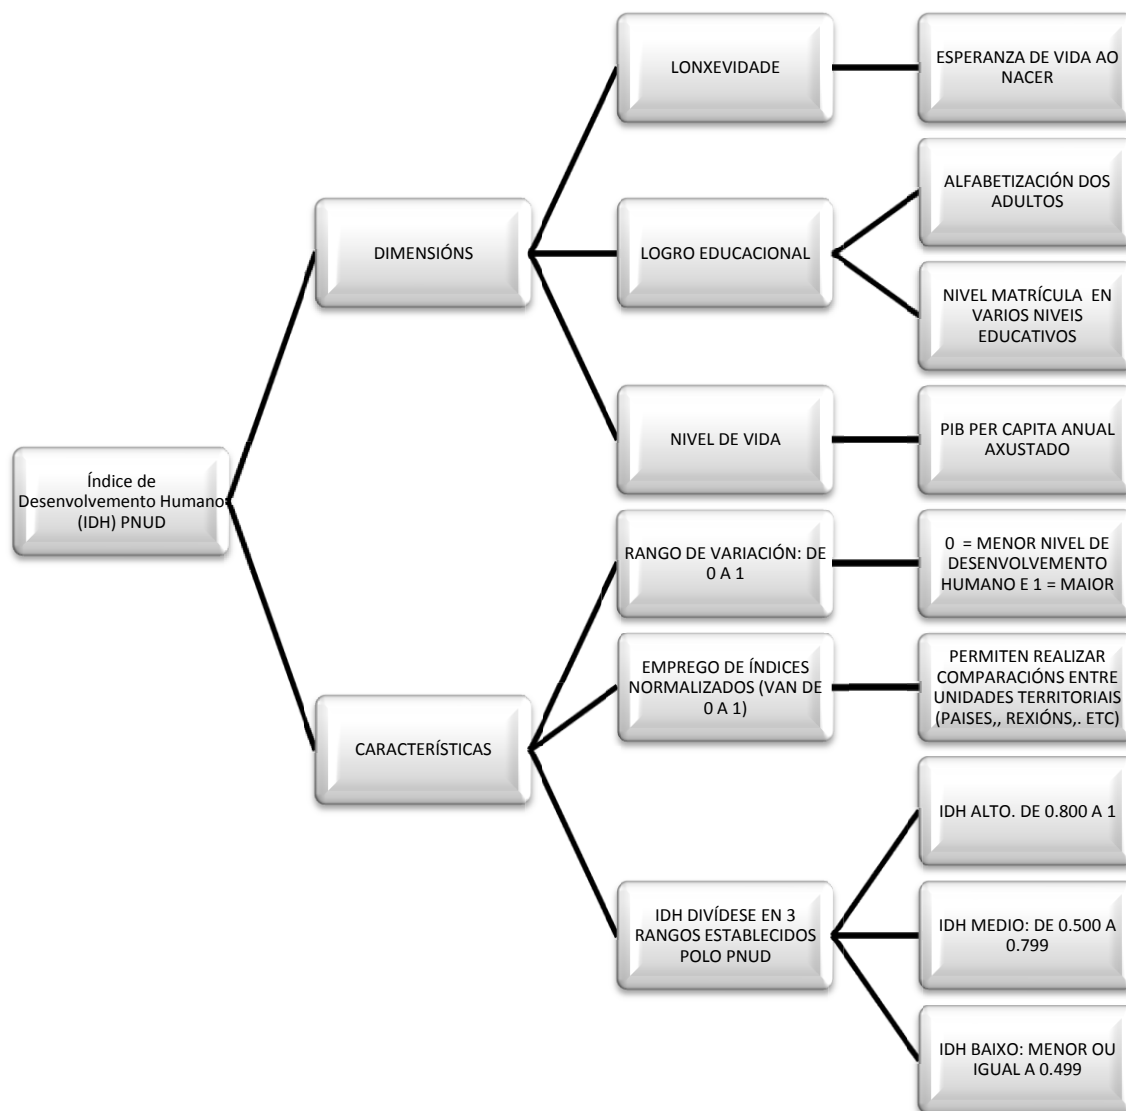 Índice de
Desenvolvemento Humano
(IDH) PNUD
DIMENSIÓNS
LONXEVIDADE
ESPERANZA DE VIDA AO
NACER
LOGRO EDUCACIONAL
ALFABETIZACIÓN DOS
ADULTOS
NIVEL MATRÍCULA  EN
VARIOS NIVEIS
EDUCATIVOS
NIVEL DE VIDA
PIB PER CAPITA ANUAL
AXUSTADO
CARACTERÍSTICAS
RANGO DE VARIACIÓN: DE
0 A 1
0  = MENOR NIVEL DE
DESENVOLVEMENTO
HUMANO E 1 = MAIOR
EMPREGO DE ÍNDICES
NORMALIZADOS (VAN DE
0 A 1)
PERMITEN REALIZAR
COMPARACIÓNS ENTRE
UNIDADES TERRITORIAIS
(PAISES,, REXIÓNS,. ETC)
IDH DIVÍDESE EN 3
RANGOS ESTABLECIDOS
POLO PNUD
IDH ALTO. DE 0.800 A 1
IDH MEDIO: DE 0.500 A
0.799
IDH BAIXO: MENOR OU
IGUAL A 0.499